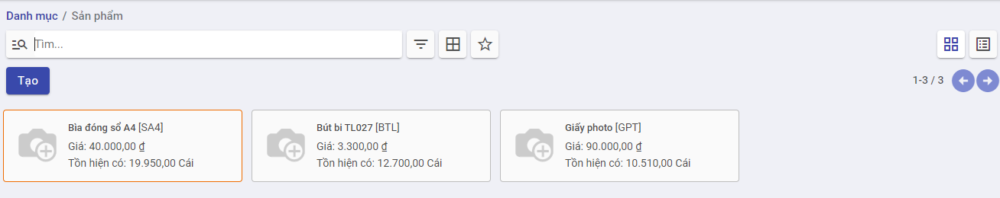 Danh mục / Sản phẩm
Tìm...
Tạo
1-3 / 3
Bìa đóng sổ A4 [SA4]
Giá: 40.000,00 ₫
Tồn hiện có: 19.950,00 Cái
Bút bi TL027 [BTL]
Giá: 3.300,00 ₫
Tồn hiện có: 12.700,00 Cái
Giấy photo [GPT]
Giá: 90.000,00 ₫
Tồn hiện có: 10.510,00 Cái